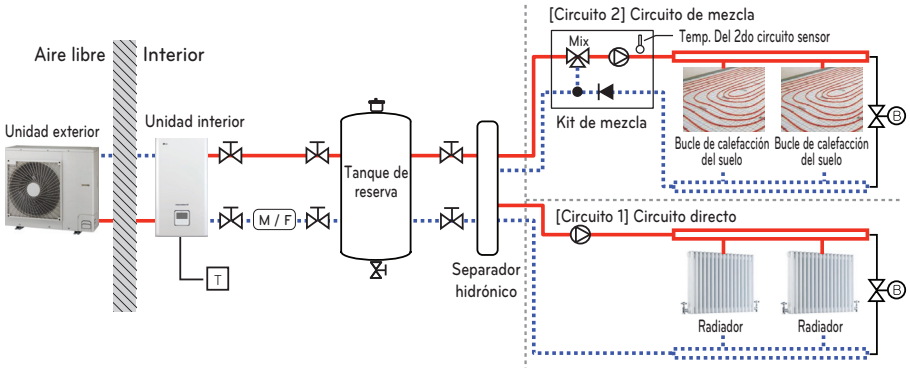 [Circuito 2] Circuito de mezcla
Mix
Temp. Del 2do circuito sensor
Aire libre
Interior
Unidad exterior
Unidad interior
Kit de mezcla
Bucle de calefacción
del suelo
Bucle de calefacción
del suelo
B
Tanque de
reserva
M / F
T
Separador
hidrónico
[Circuito 1] Circuito directo
Radiador
Radiador
B